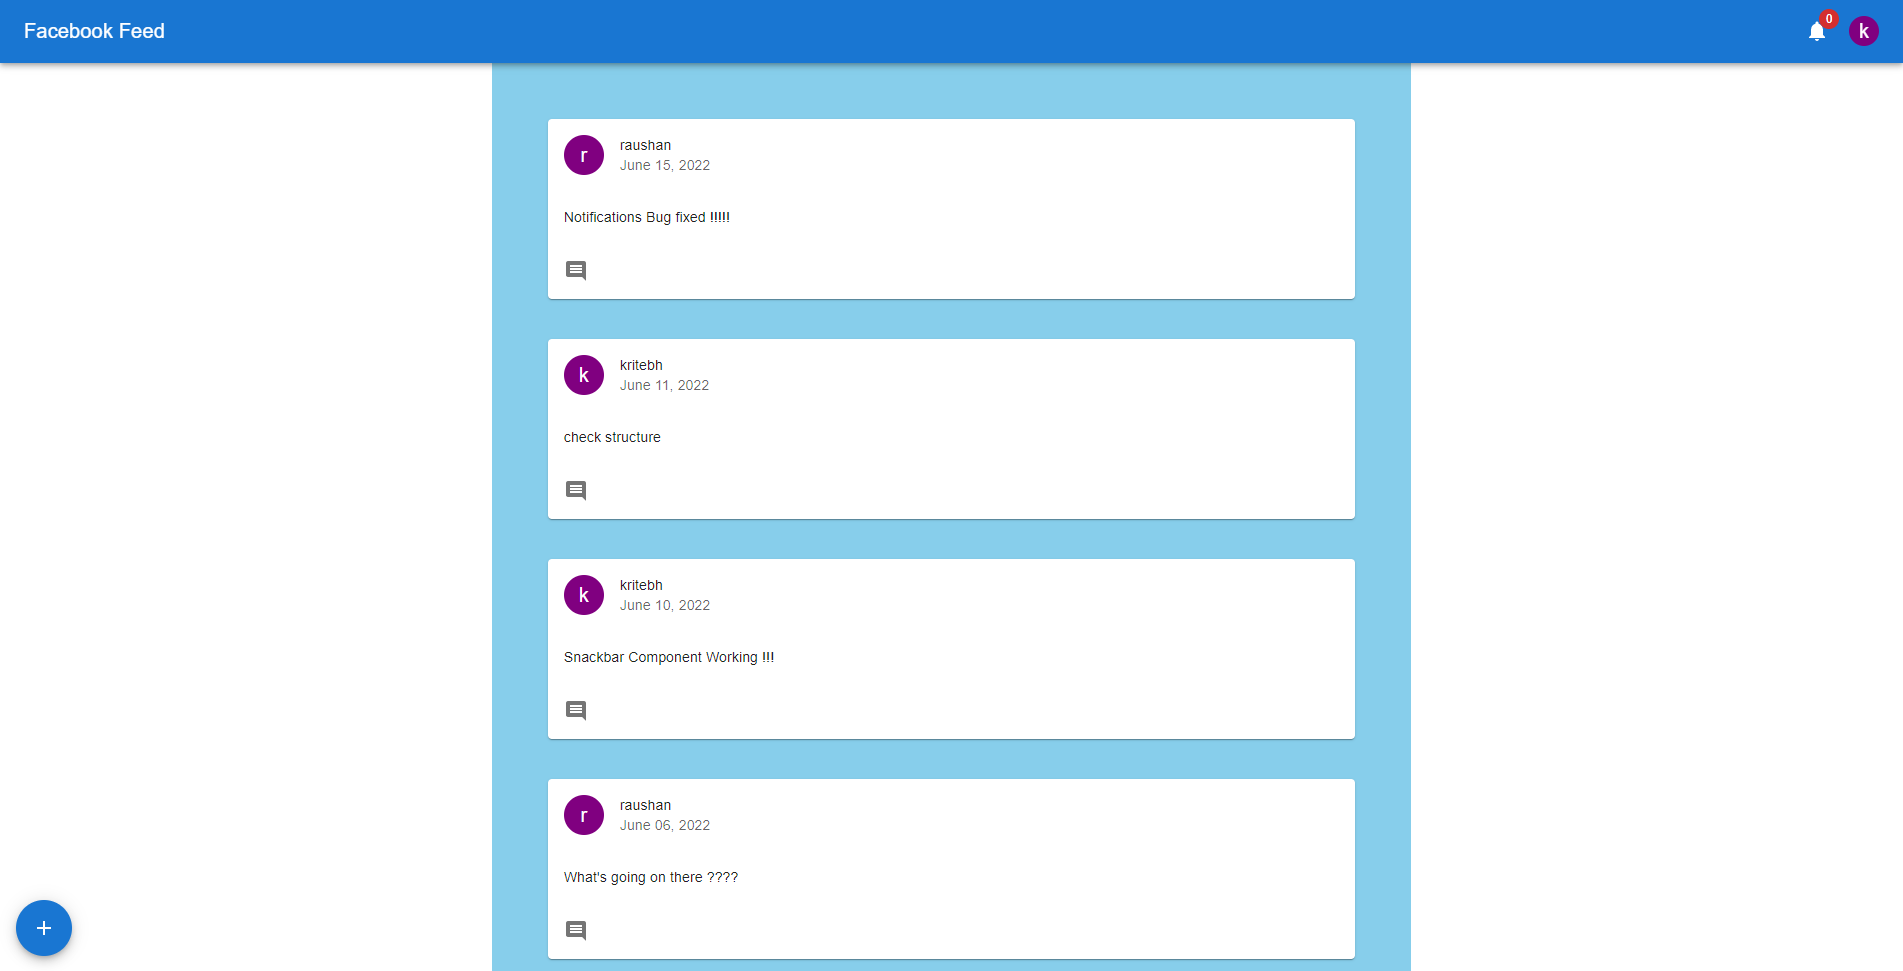 Facebook Feed
0
k
r
raushan
June 15, 2022
Notifications Bug fixed !!!!!
k
kritebh
June 11, 2022
check structure
k
kritebh
June 10, 2022
Snackbar Component Working !!!
r
raushan
June 06, 2022
What's going on there ????
+